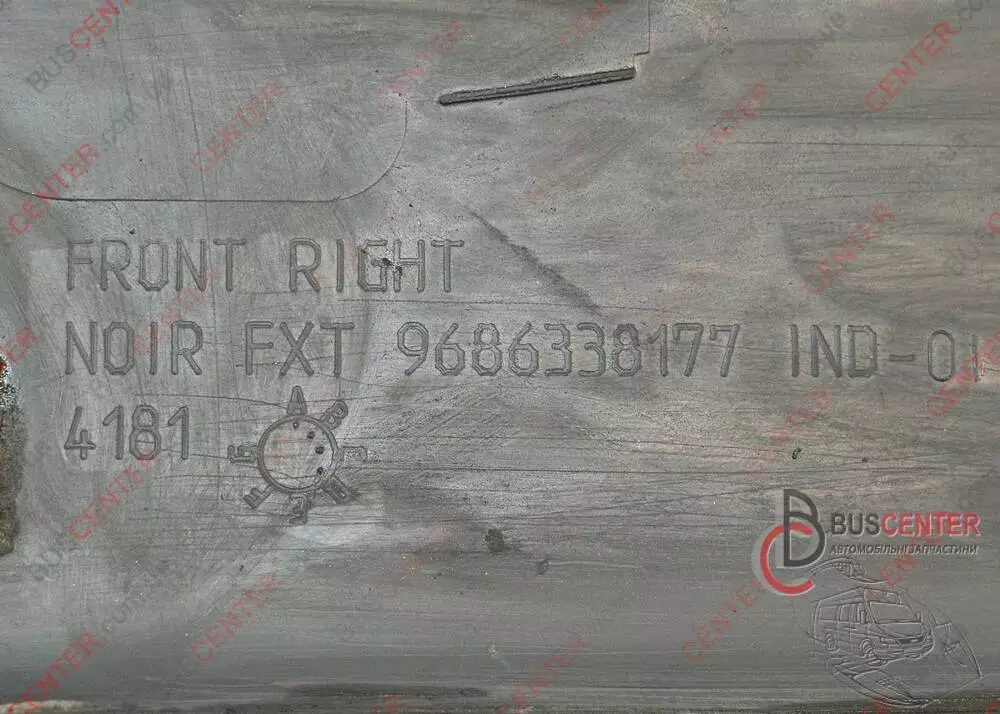 FRONT RIGHT
NOIR FXT 9686338177 IND-01
4181
BUSCENTER
АВТОМОБІЛЬНІ ЗАПЧАСТИНИ